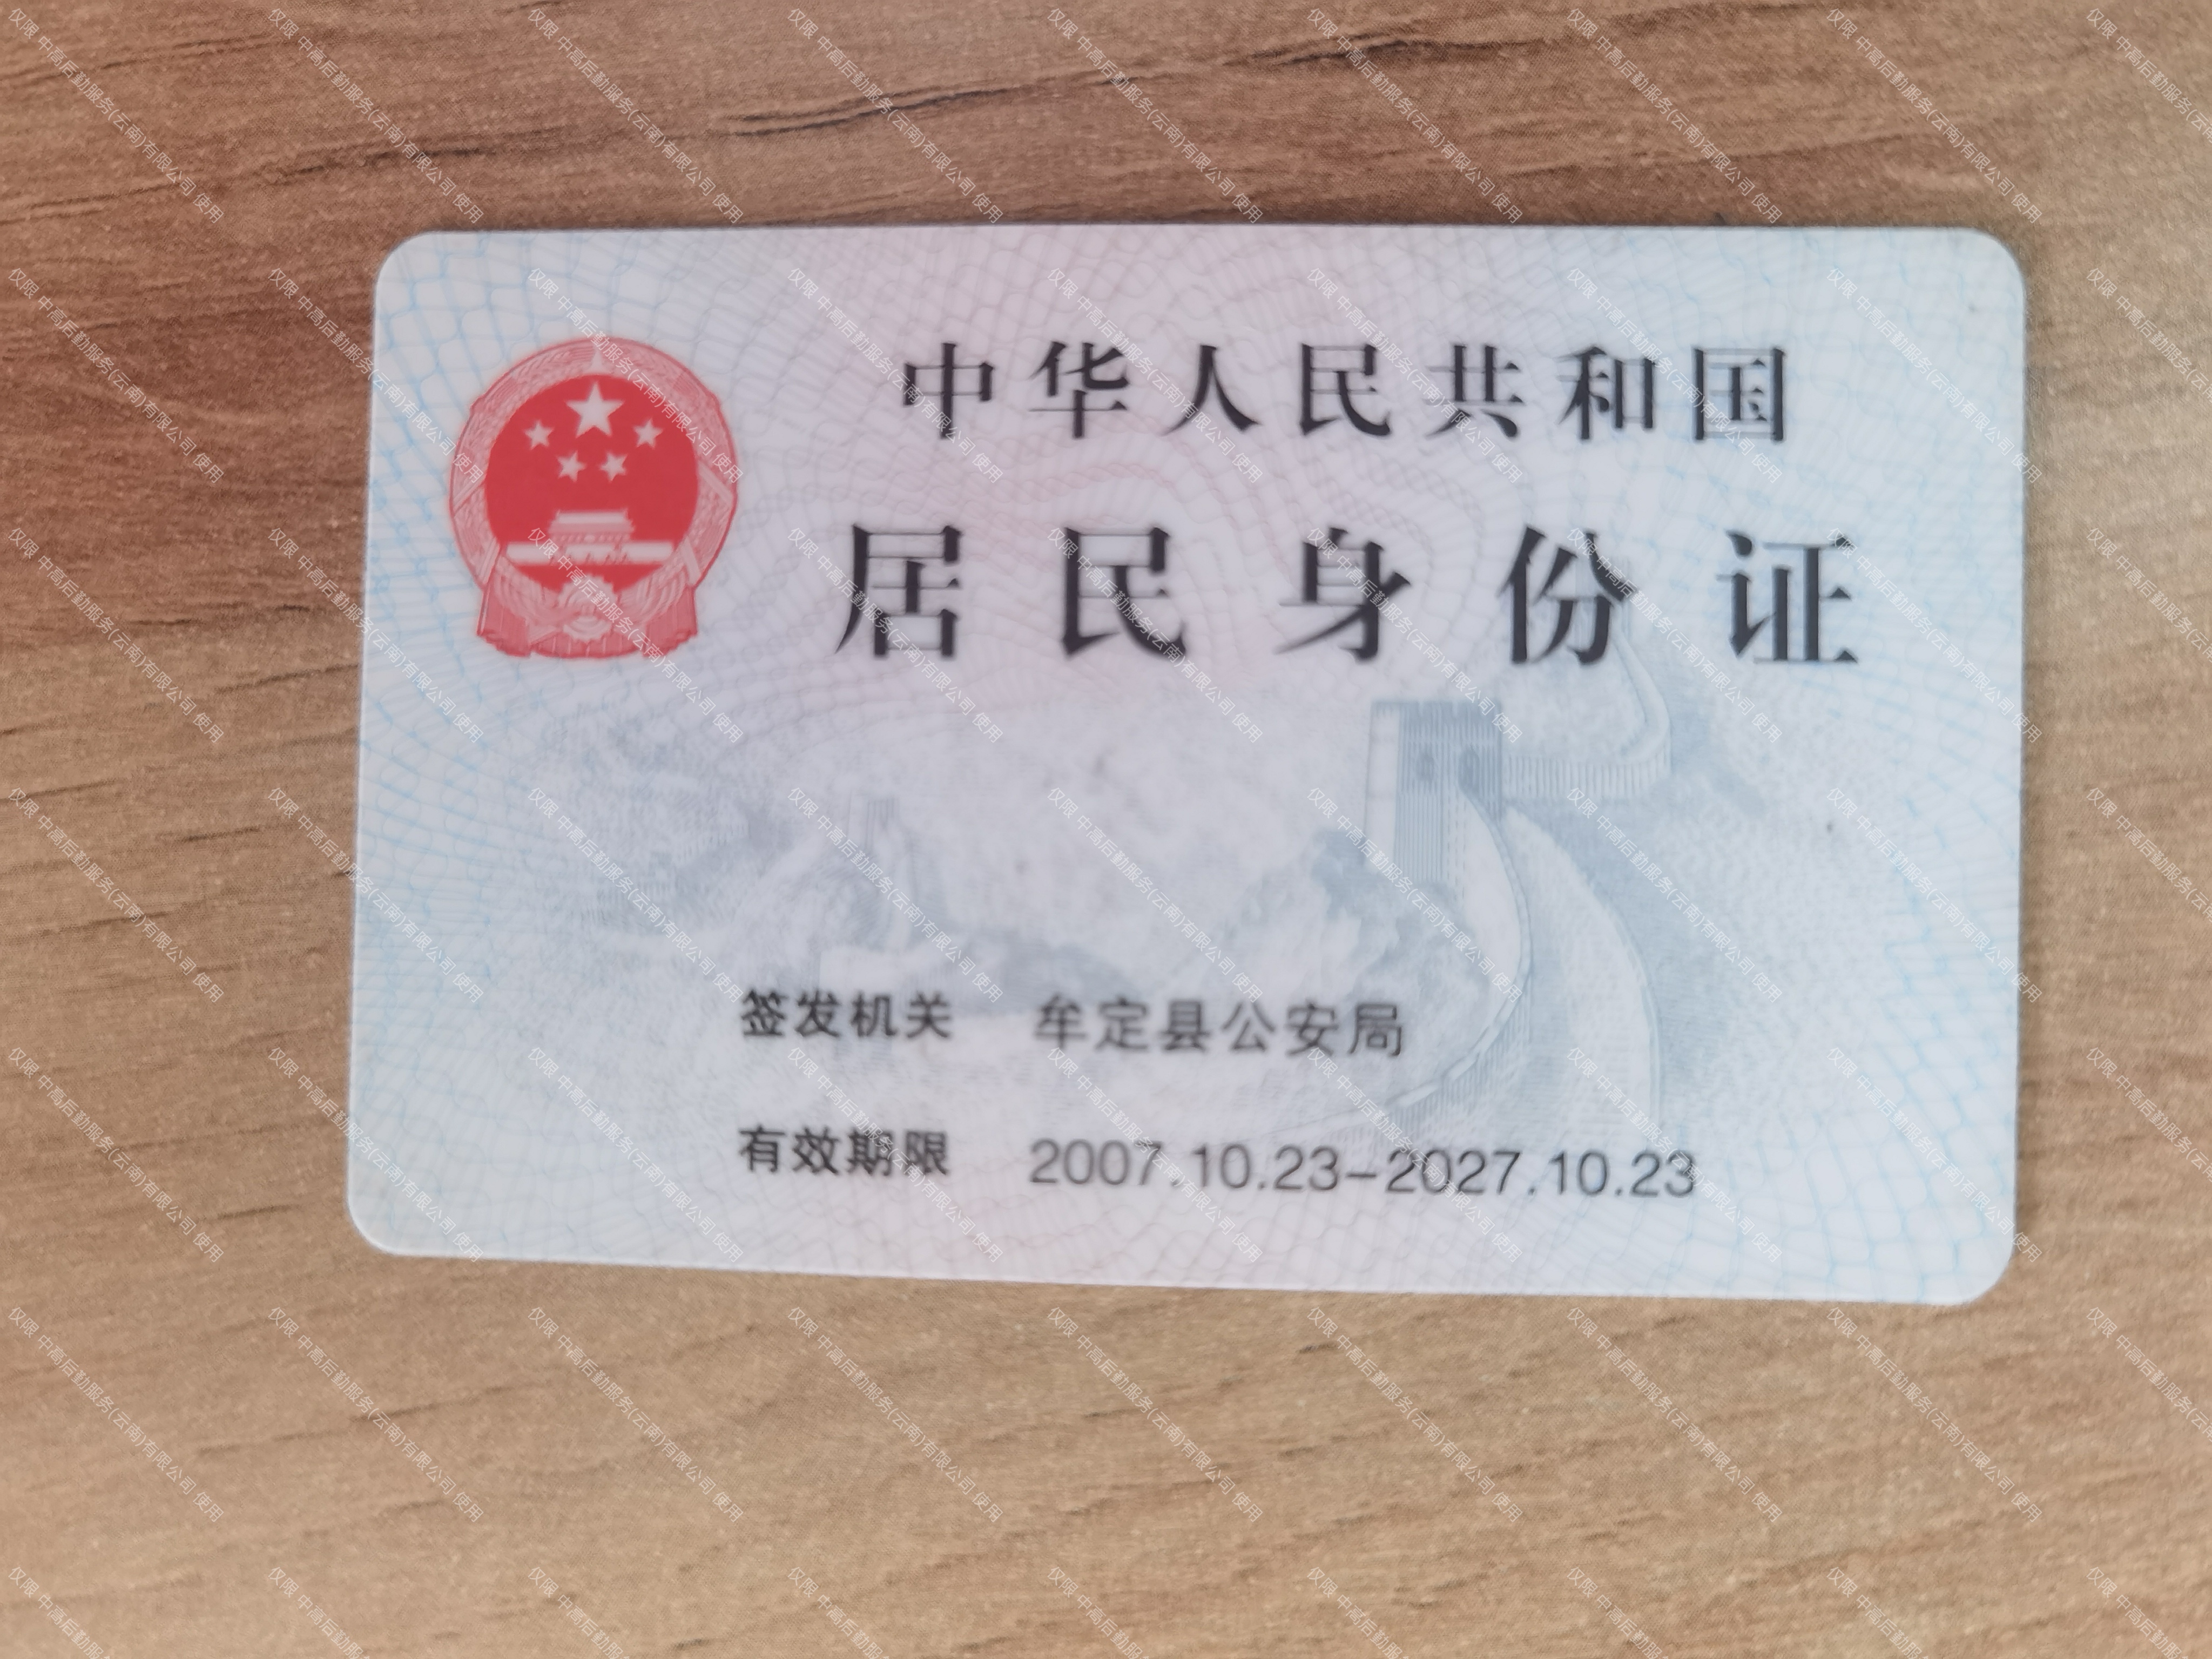 中华人民共和国
居民身份证
签发机关 牟定县公安局
有效期限 2007.10.23-2027.10.23
仅限 中高后勤服务(云南)有限公司 使用